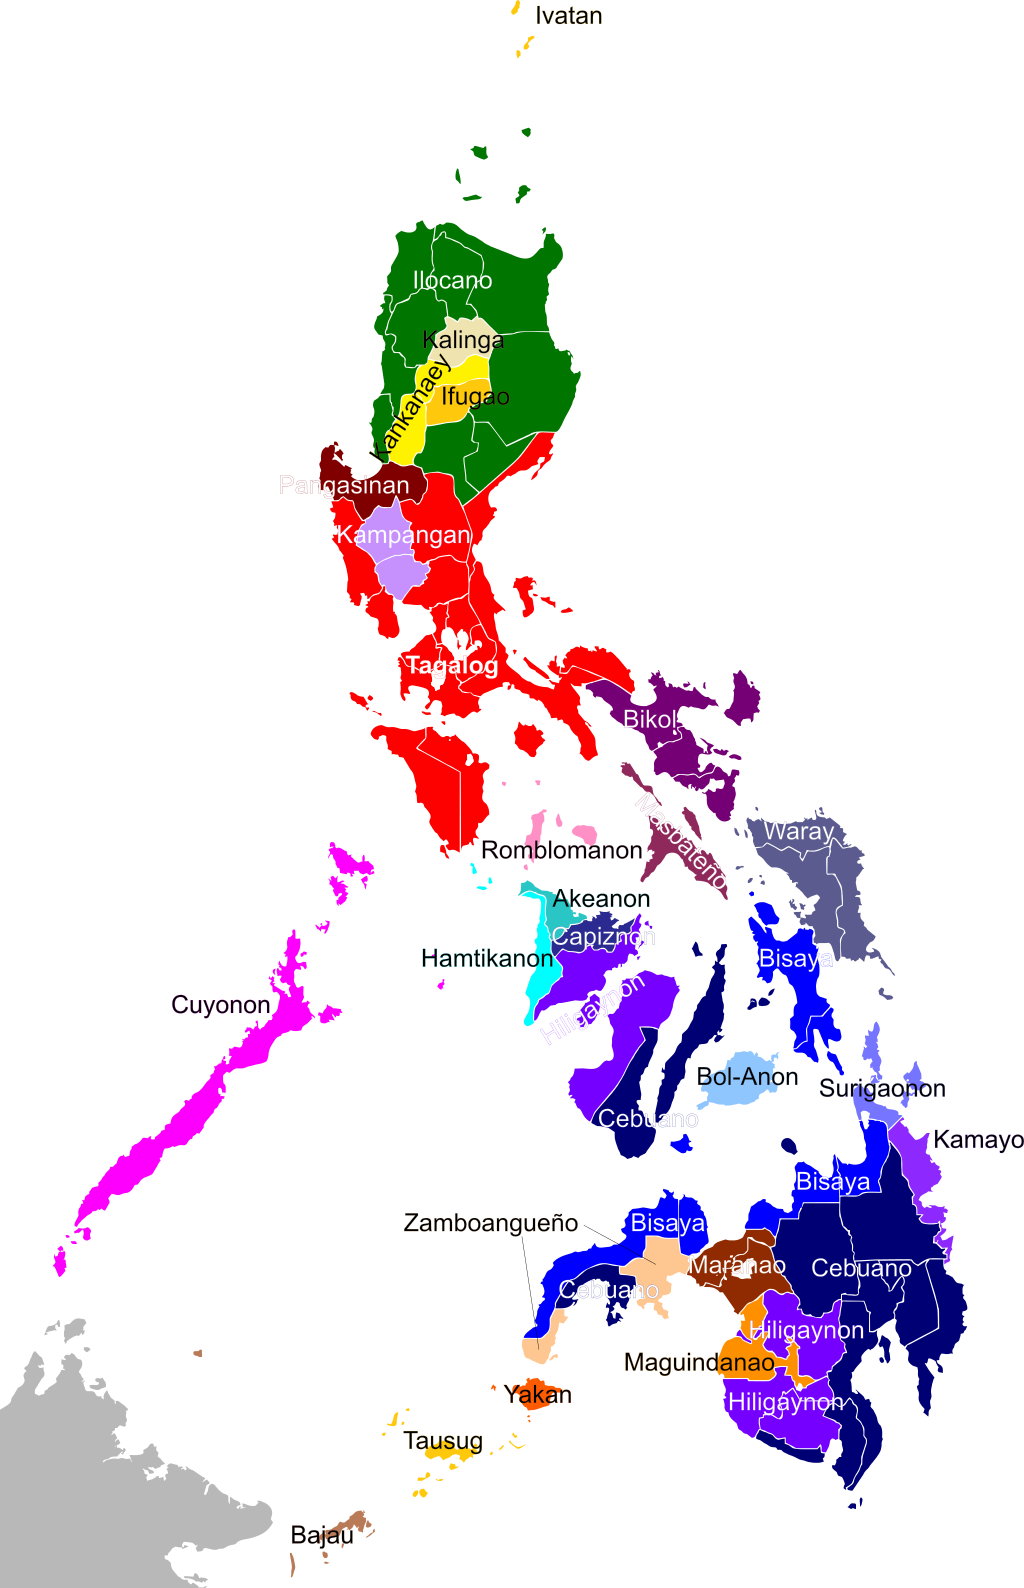 Ivatan
Ilocano
Kalinga
Kankanaey
Ifugao
Pangasinan
Kampangan
Tagalog
Bikol
Masbateño
Waray
Romblomanon
Akeanon
Capiznon
Hamtikanon
Bisaya
Hiligaynon
Cuyonon
Bol-Anon
Surigaonon
Cebuano
Kamayo
Bisaya
Zamboangueño
Bisaya
Maranao
Cebuano
Cebuano
Hiligaynon
Maguindanao
Yakan
Hiligaynon
Tausug
Bajau